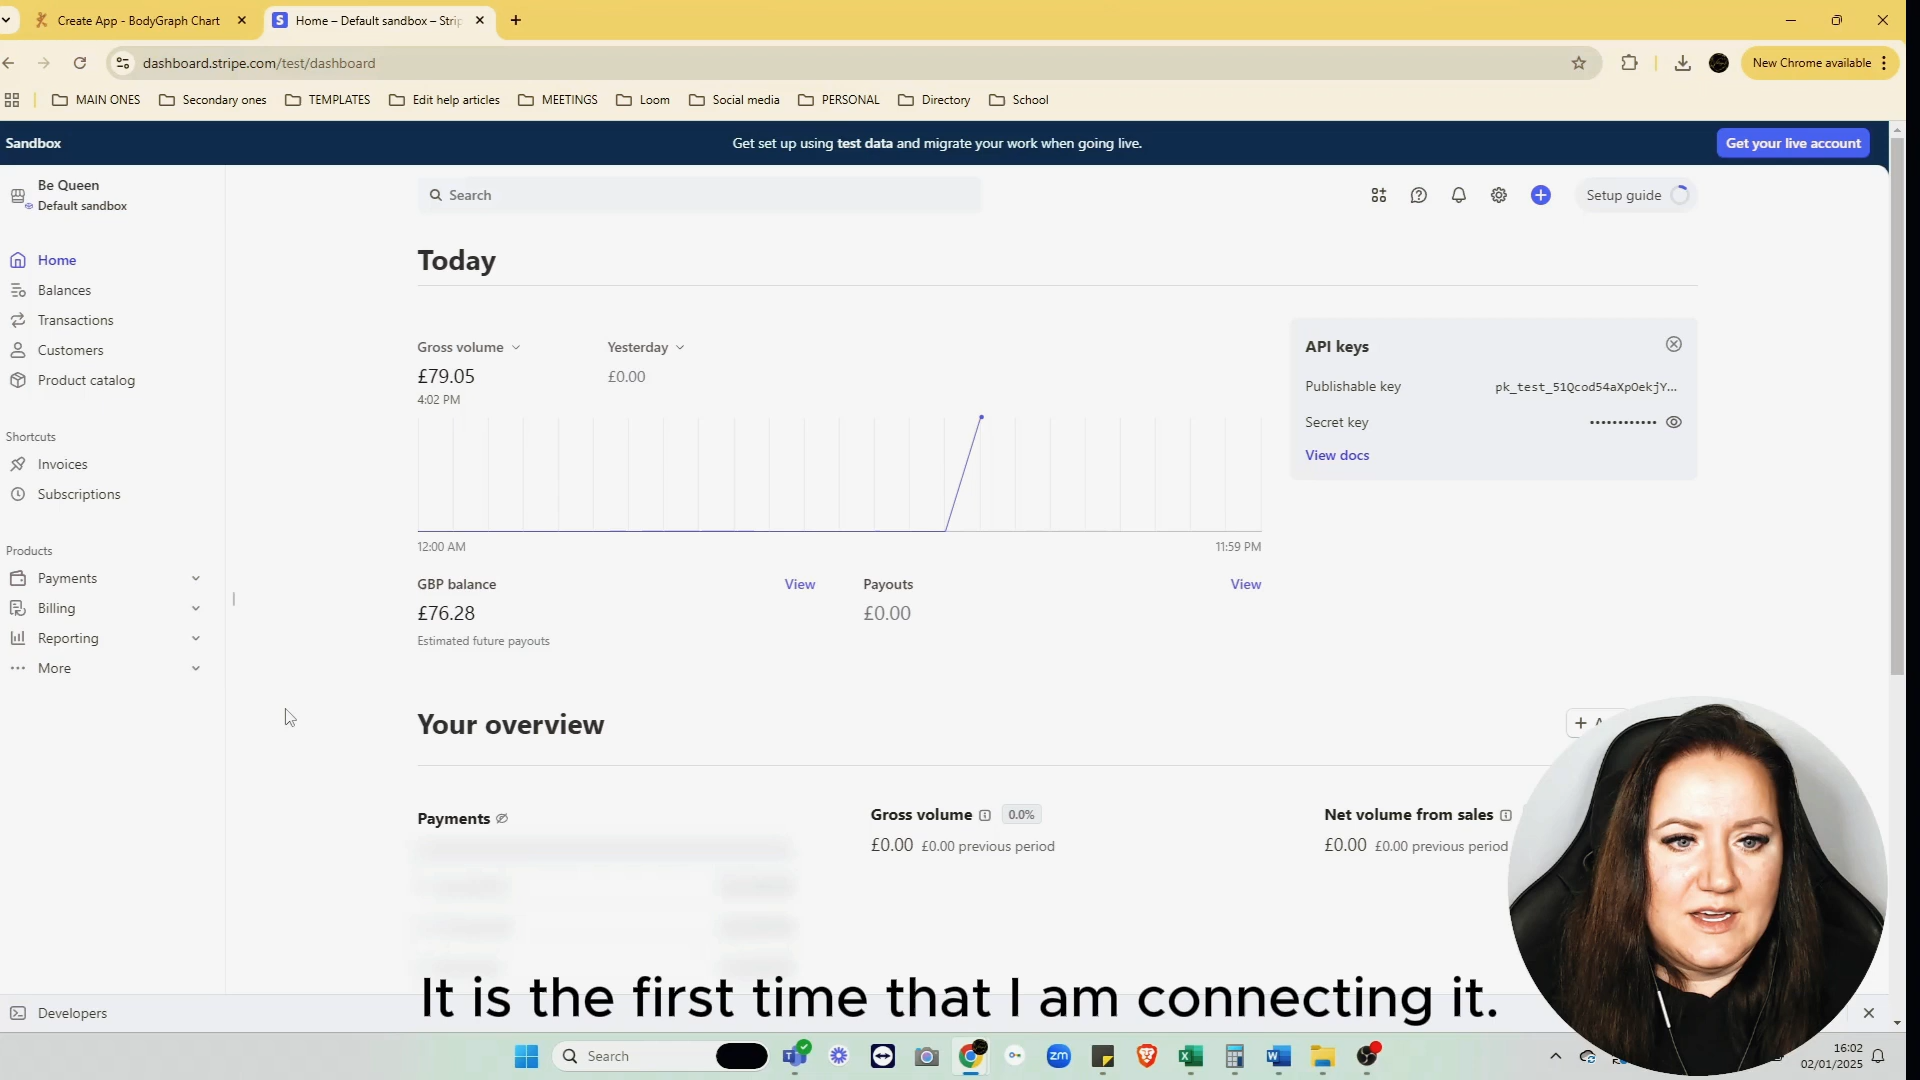 Create App - BodyGraph Chart
Home – Default sandbox – Strip
dashboard.stripe.com/test/dashboard
New Chrome available
MAIN ONES
Secondary ones
TEMPLATES
Edit help articles
MEETINGS
Loom
Social media
PERSONAL
Directory
School
Sandbox
Get set up using test data and migrate your work when going live.
Get your live account
Be Queen
Default sandbox
Search
Setup guide
Home
Balances
Transactions
Customers
Product catalog
Shortcuts
Invoices
Subscriptions
Products
Payments
Billing
Reporting
More
Developers
Today
Gross volume
£79.05
4:02 PM
Yesterday
£0.00
12:00 AM
11:59 PM
API keys
Publishable key
pk_test_51Qcod54aXpOekjY...
Secret key
View docs
GBP balance
View
£76.28
Estimated future payouts
Payouts
View
£0.00
Your overview
Payments
Gross volume 0.0%
£0.00 £0.00 previous period
Net volume from sales
£0.00 £0.00 previous period
It is the first time that I am connecting it.
Search
zm
16:02
02/01/2025